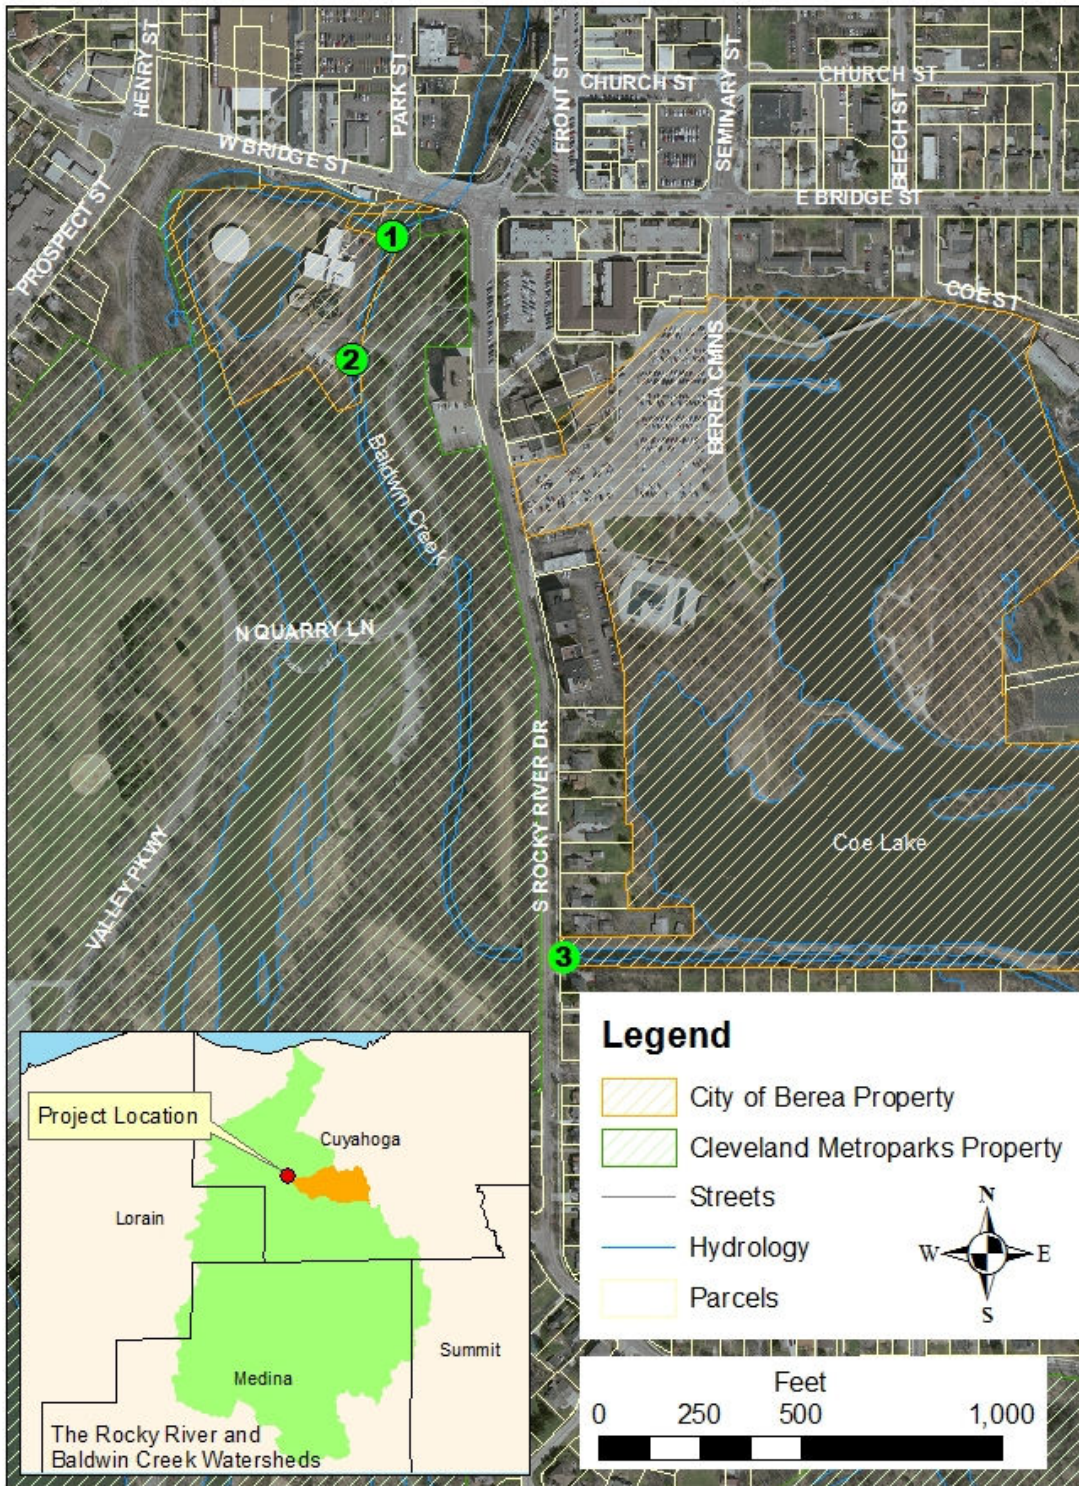 HENRY ST
PARK ST
FRONT ST
CHURCH ST
SEMINARY ST
CHURCH ST
BEECH ST
W BRIDGE ST
E BRIDGE ST
PROSPECT ST
1
COE ST
2
BEREA CMNS
Baldwin Creek
N QUARRY LN
S ROCKY RIVER DR
VALLEY PKWY
Coe Lake
3
Legend
City of Berea Property
Cleveland Metroparks Property
Streets
Hydrology
Parcels
N
W
E
S
Project Location
Cuyahoga
Lorain
Summit
Medina
The Rocky River and
Baldwin Creek Watersheds
Feet
0 250 500 1,000